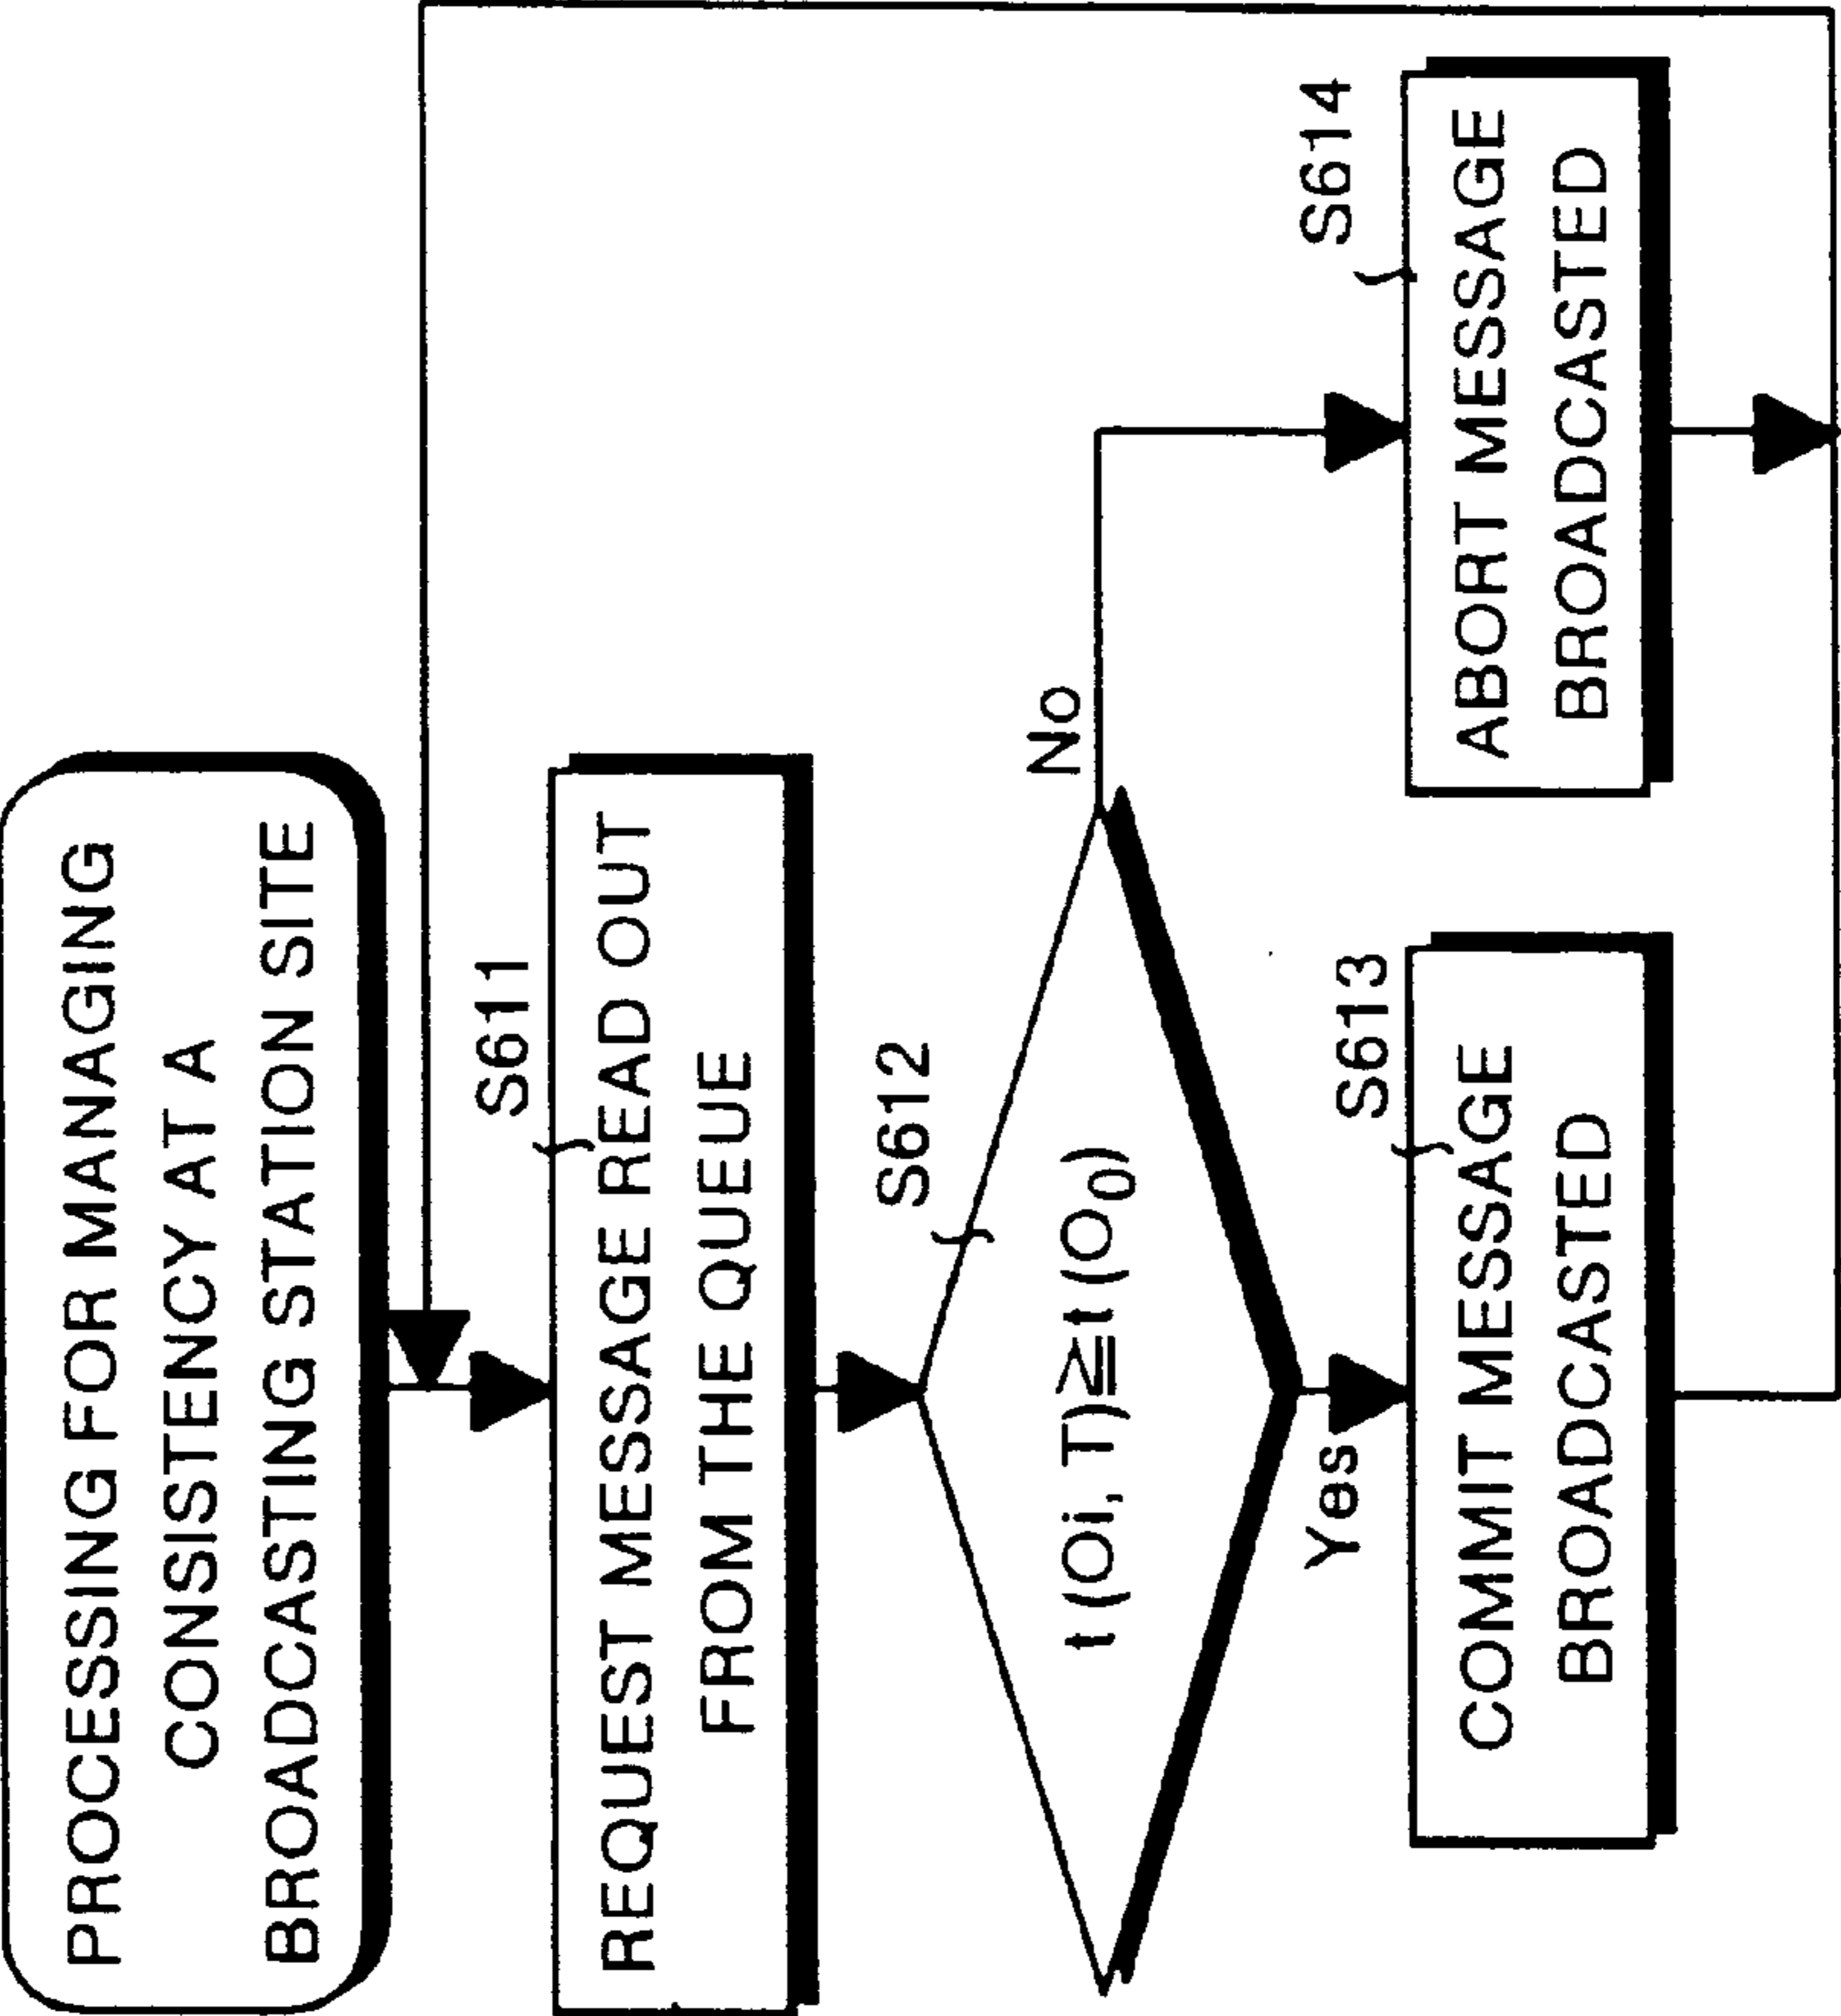 PROCESSING FOR MANAGING
CONSISTENCY AT A
BROADCASTING STATION SITE
S611
REQUEST MESSAGE READ OUT
FROM THE QUEUE
S612
t (Oi, T)≧t (O₀)
No
Yes
S613
COMMIT MESSAGE
BROADCASTED
S614
ABORT MESSAGE
BROADCASTED